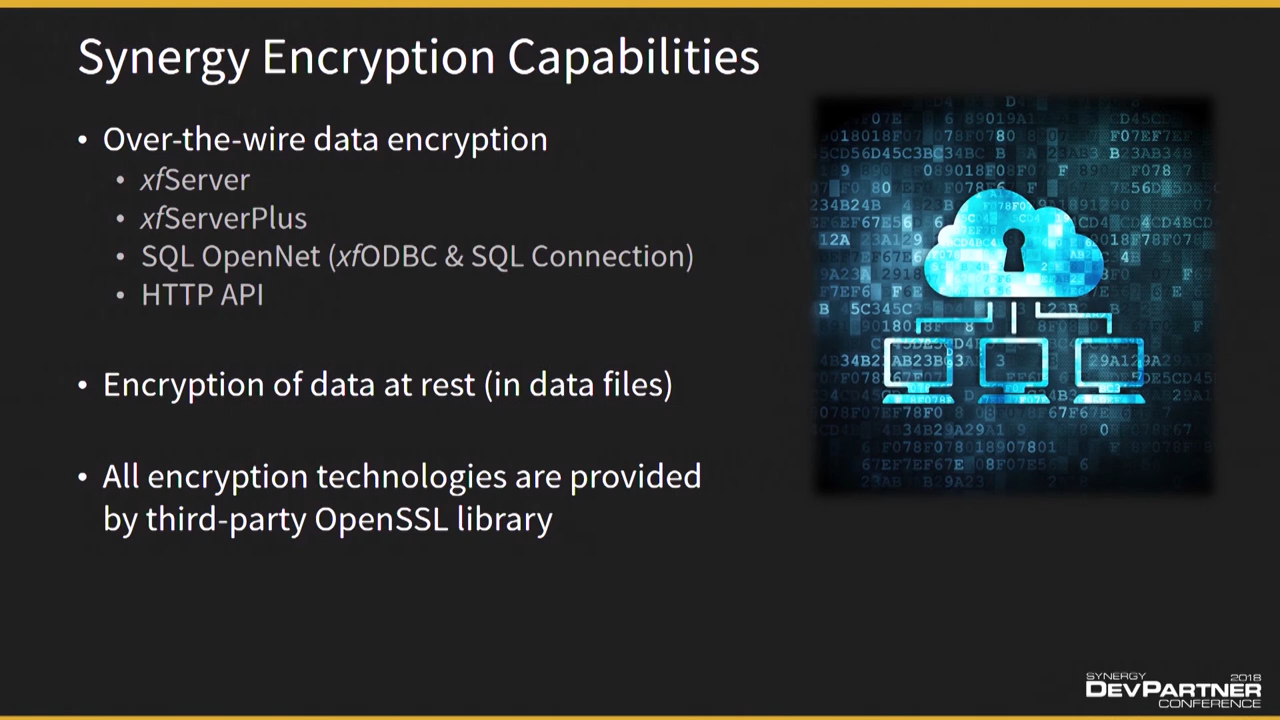 Synergy Encryption Capabilities
• Over-the-wire data encryption
• xfServer
• xfServerPlus
• SQL OpenNet (xfODBC & SQL Connection)
• HTTP API
• Encryption of data at rest (in data files)
• All encryption technologies are provided
by third-party OpenSSL library
SYNERGY 2018
DEVPARTNER
CONFERENCE